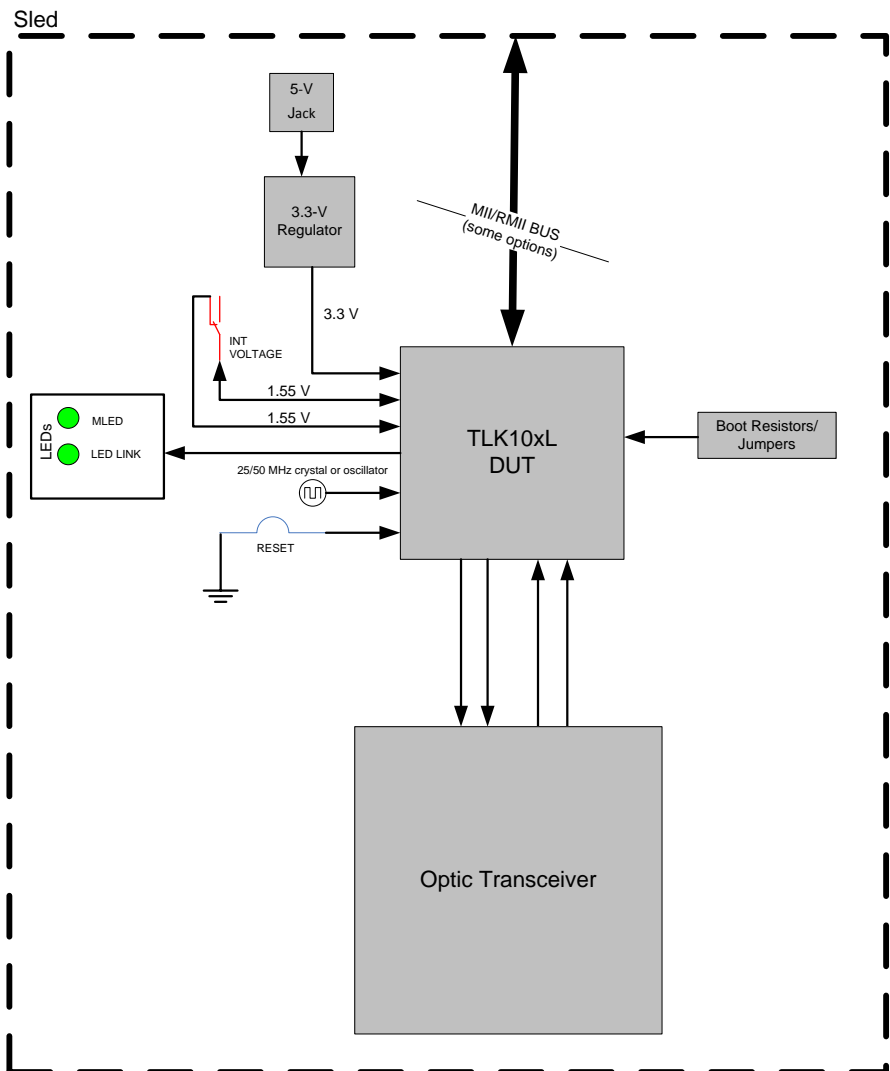 Sled
5-V
Jack
3.3-V
Regulator
MII/RMII BUS
(some options)
3.3 V
INT
VOLTAGE
1.55 V
1.55 V
LEDs
MLED
LED LINK
TLK10xL
DUT
Boot Resistors/
Jumpers
25/50 MHz crystal or oscillator
RESET
Optic Transceiver